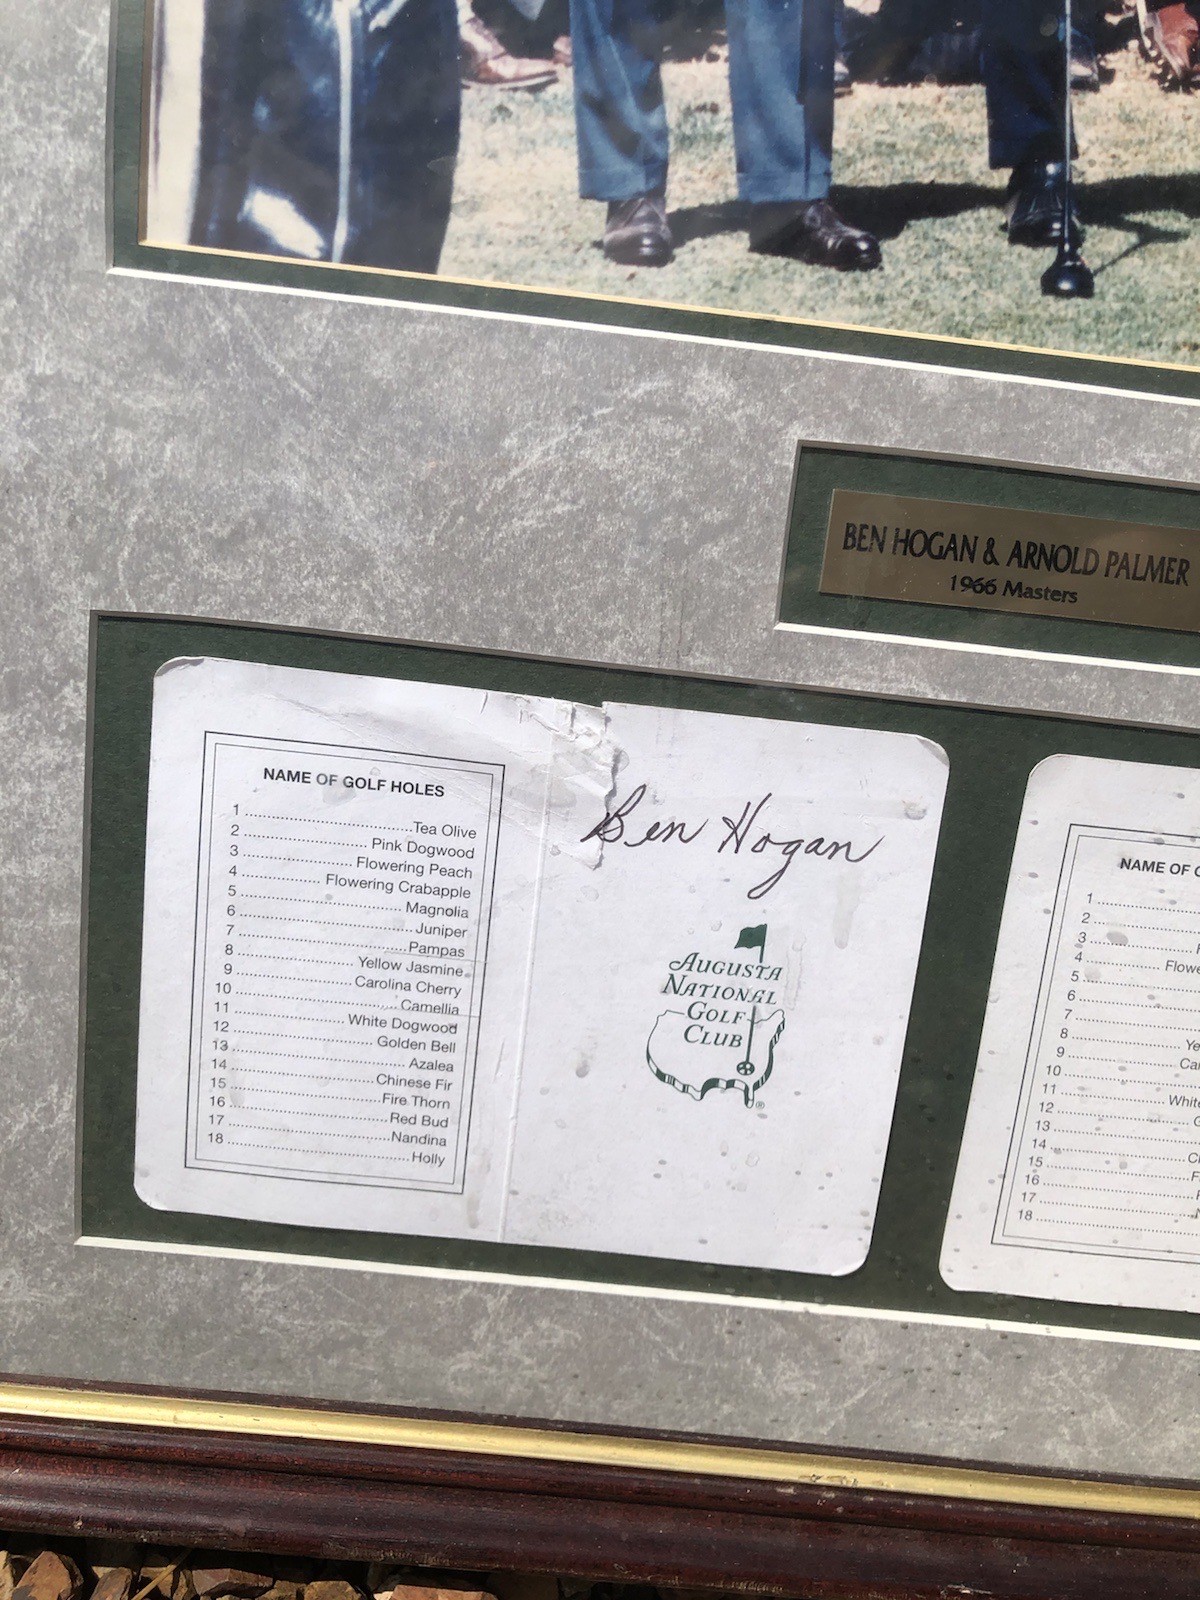 BEN HOGAN & ARNOLD PALMER
1966 Masters
NAME OF GOLF HOLES
1 Tea Olive
2 Pink Dogwood
3 Flowering Peach
4 Flowering Crabapple
5 Magnolia
6 Juniper
7 Pampas
8 Yellow Jasmine
9 Carolina Cherry
10 Camellia
11 White Dogwood
12 Golden Bell
13 Azalea
14 Chinese Fir
15 Fire Thorn
16 Red Bud
17 Nandina
18 Holly
Ben Hogan
AUGUSTA
NATIONAL
GOLF
CLUB
®
NAME OF
1
2
3
4
5
6
7
8
9
10
11
12
13
14
15
16
17
18